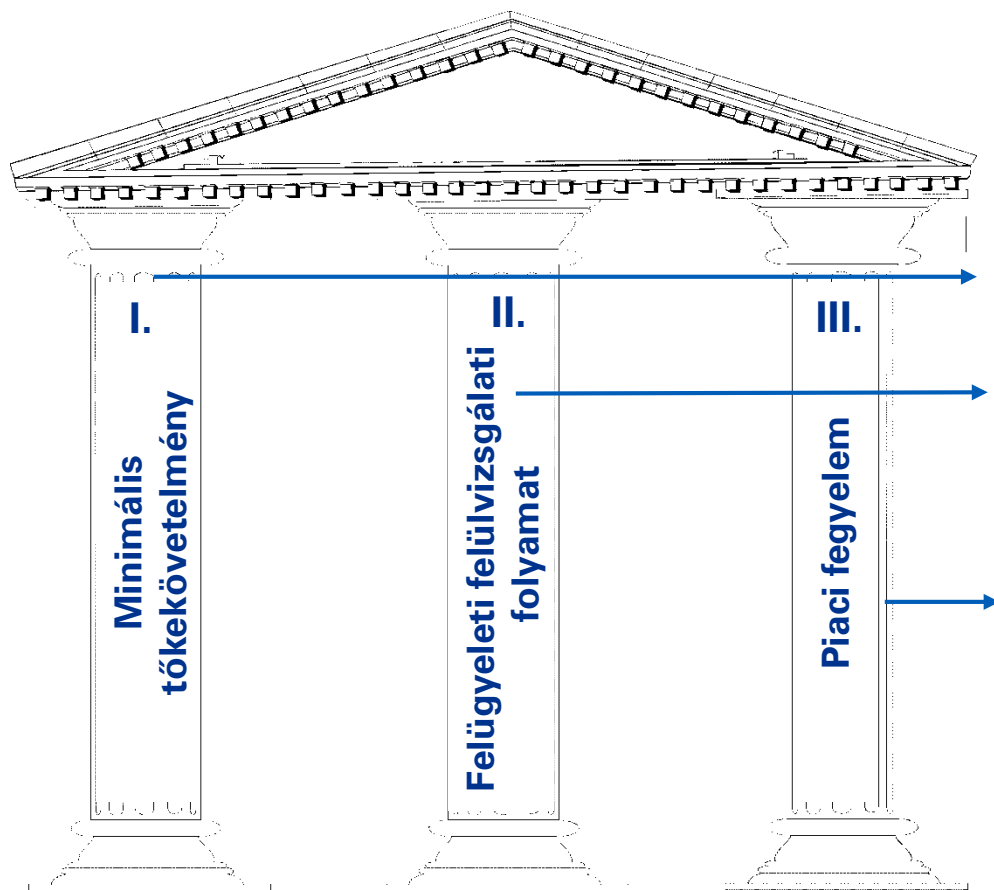 I.
Minimális
tőkekövetelmény
II.
Felügyeleti felülvizsgálati
folyamat
III.
Piaci fegyelem